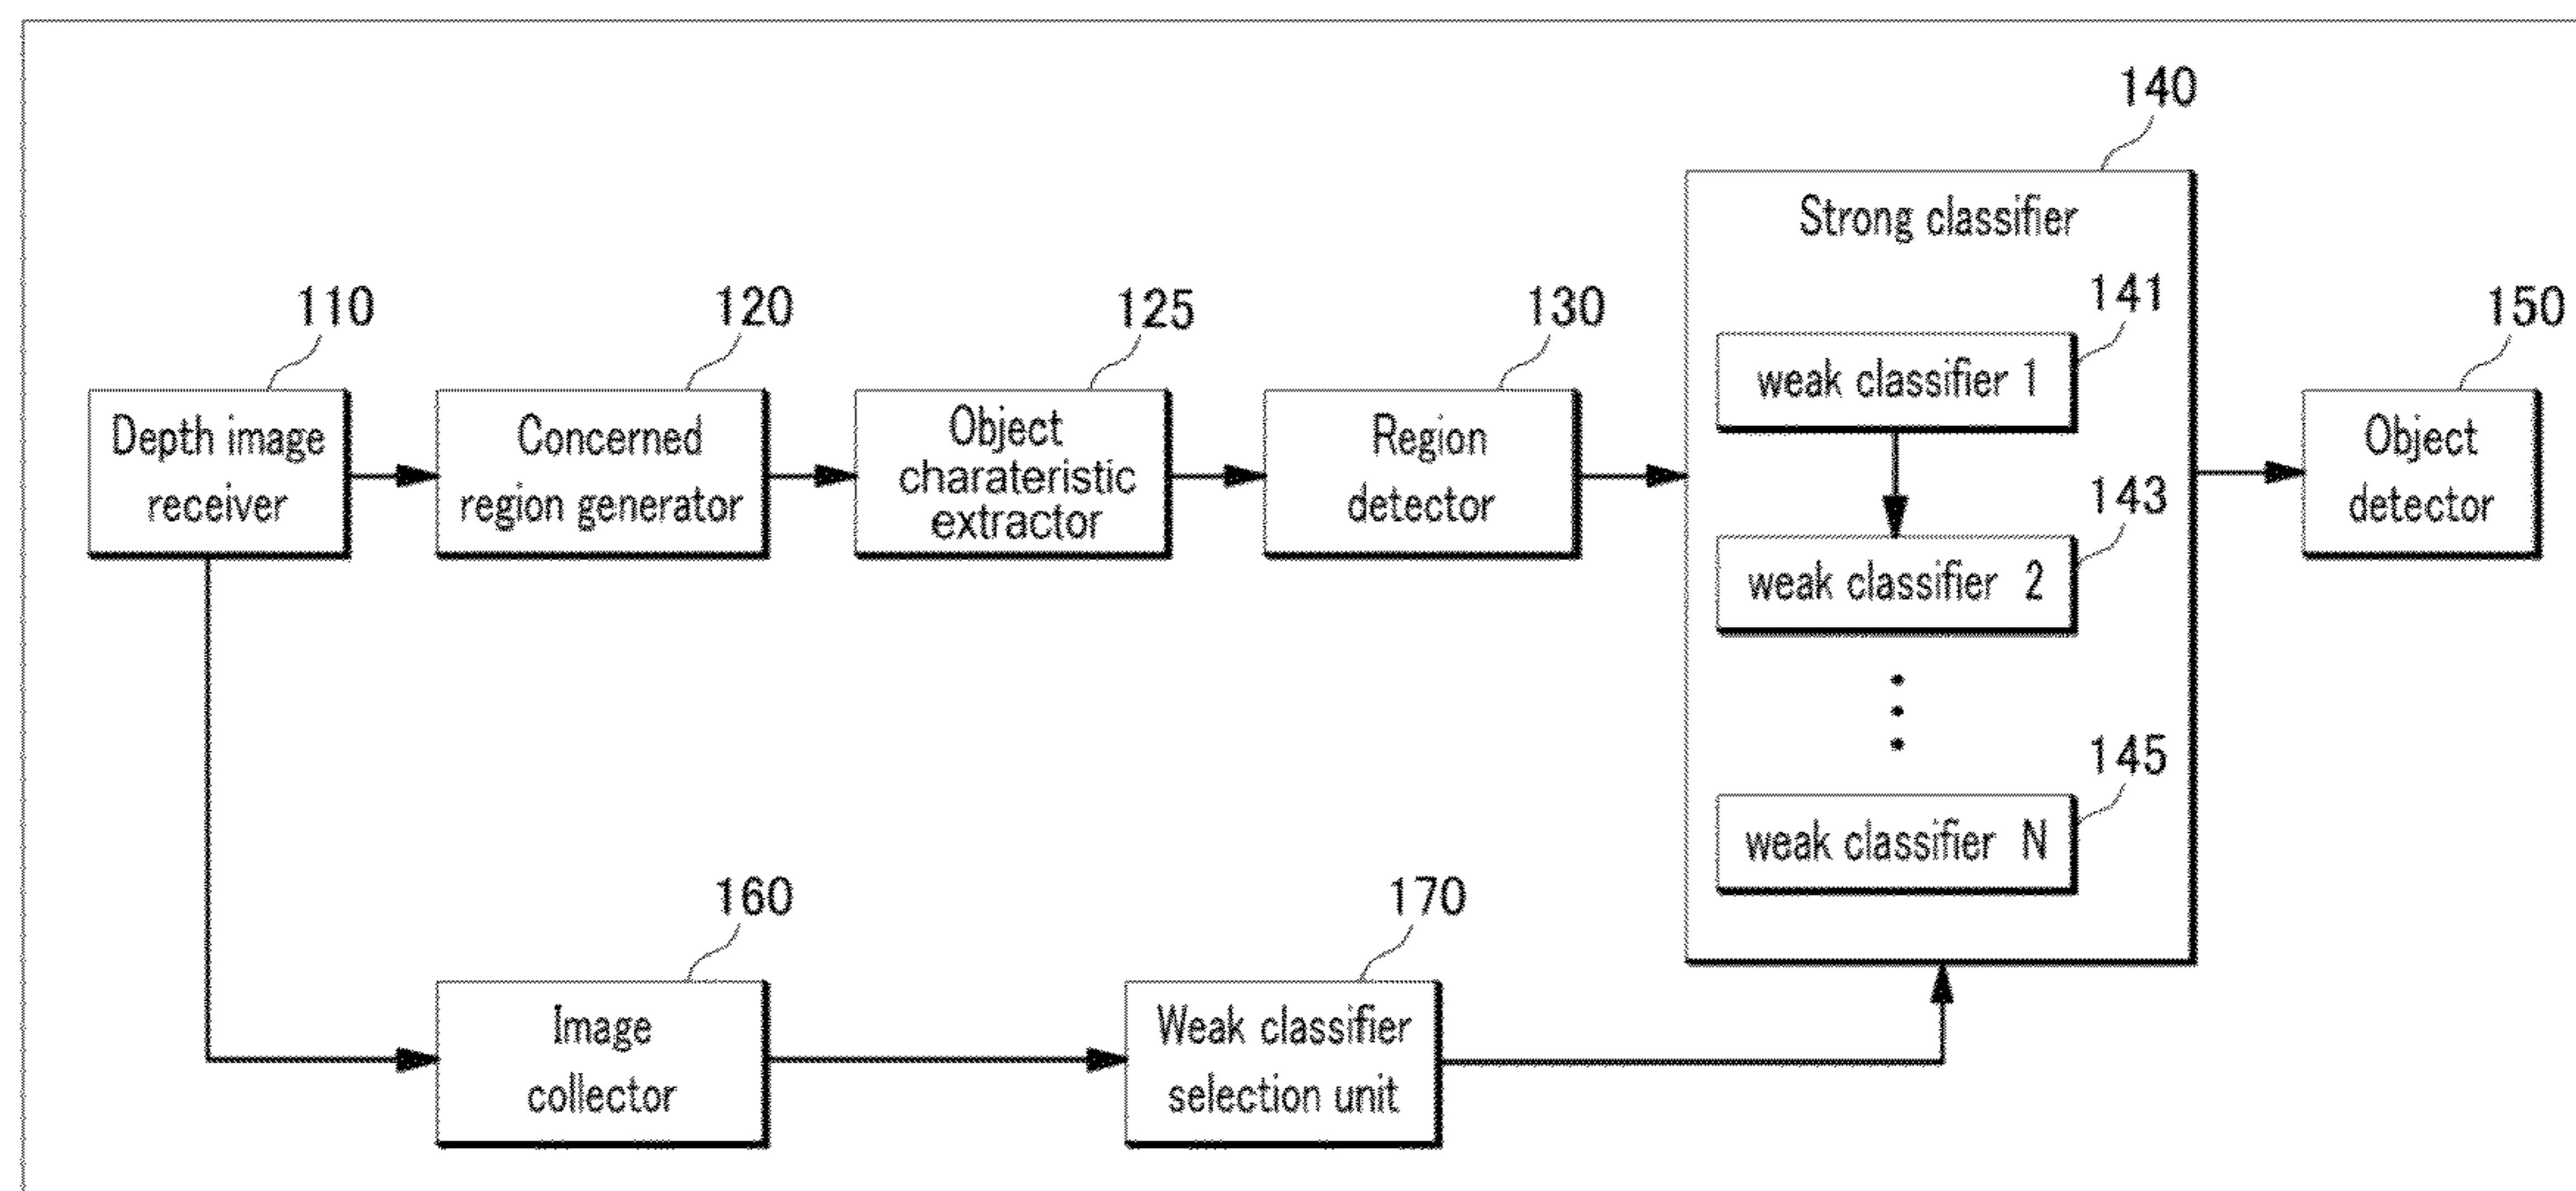 140
Strong classifier
110
120
125
130
141
150
Depth image
receiver
Concerned
region generator
Object
charateristic
extractor
Region
detector
weak classifier 1
Object
detector
143
weak classifier 2
145
weak classifier N
160
170
Image
collector
Weak classifier
selection unit